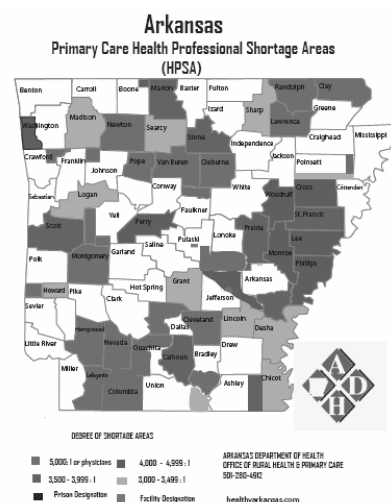 Arkansas
Primary Care Health Professional Shortage Areas
(HPSA)
Benton Carroll Boone Marion Baxter Fulton Randolph Clay
Izard Sharp Greene
Washington Madison Newton Searcy Stone Lawrence
Independence Craighead Mississippi
Crawford Franklin Johnson Pope Van Buren Cleburne Jackson Poinsett
Sebastian Logan Conway White Woodruff Cross Crittenden
Yell Faulkner St. Francis
Scott Perry Pulaski Lonoke Prairie Lee
Saline Monroe
Polk Montgomery Garland Phillips
Hot Spring Grant Jefferson Arkansas
Howard Pike Clark
Sevier Dallas Cleveland Lincoln Desha
Little River Hempstead Nevada Ouachita Calhoun Bradley Drew
Miller Lafayette Columbia Union Ashley Chicot
A D H
DEGREE OF SHORTAGE AREAS
5,000:1 or physicians 4,000 - 4,999:1
3,500 - 3,999:1 3,000 - 3,499:1
Prison Designation Facility Designation
ARKANSAS DEPARTMENT OF HEALTH
OFFICE OF RURAL HEALTH & PRIMARY CARE
501-280-4912
healthyarkansas.com